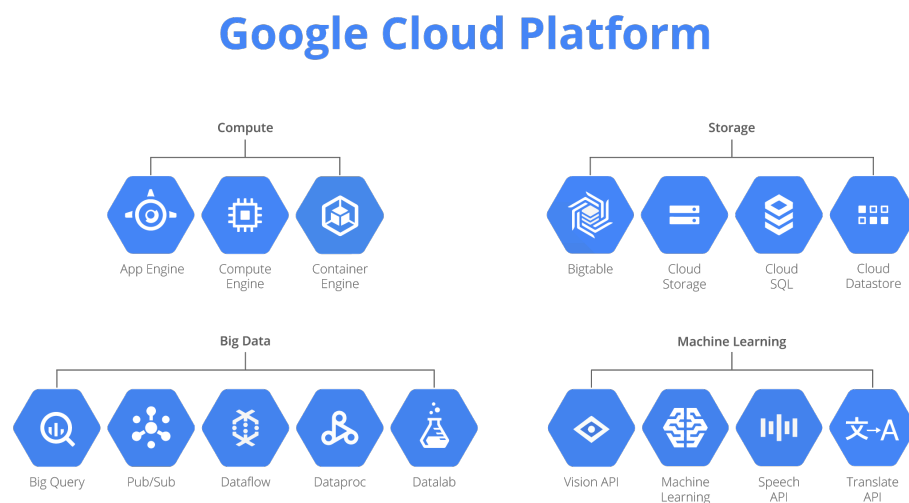 Google Cloud Platform
Compute
App Engine
Compute
Engine
Container
Engine
Storage
Bigtable
Cloud
Storage
Cloud
SQL
Cloud
Datastore
Big Data
Big Query
Pub/Sub
Dataflow
Dataproc
Datalab
Machine Learning
Vision API
Machine
Learning
Speech
API
文→A
Translate
API